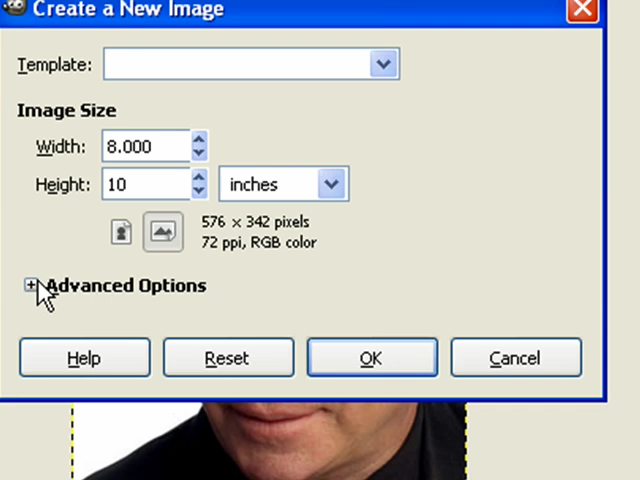 Create a New Image
Template:
Image Size
Width: 8.000
Height: 10 inches
576 × 342 pixels
72 ppi, RGB color
Advanced Options
Help Reset OK Cancel